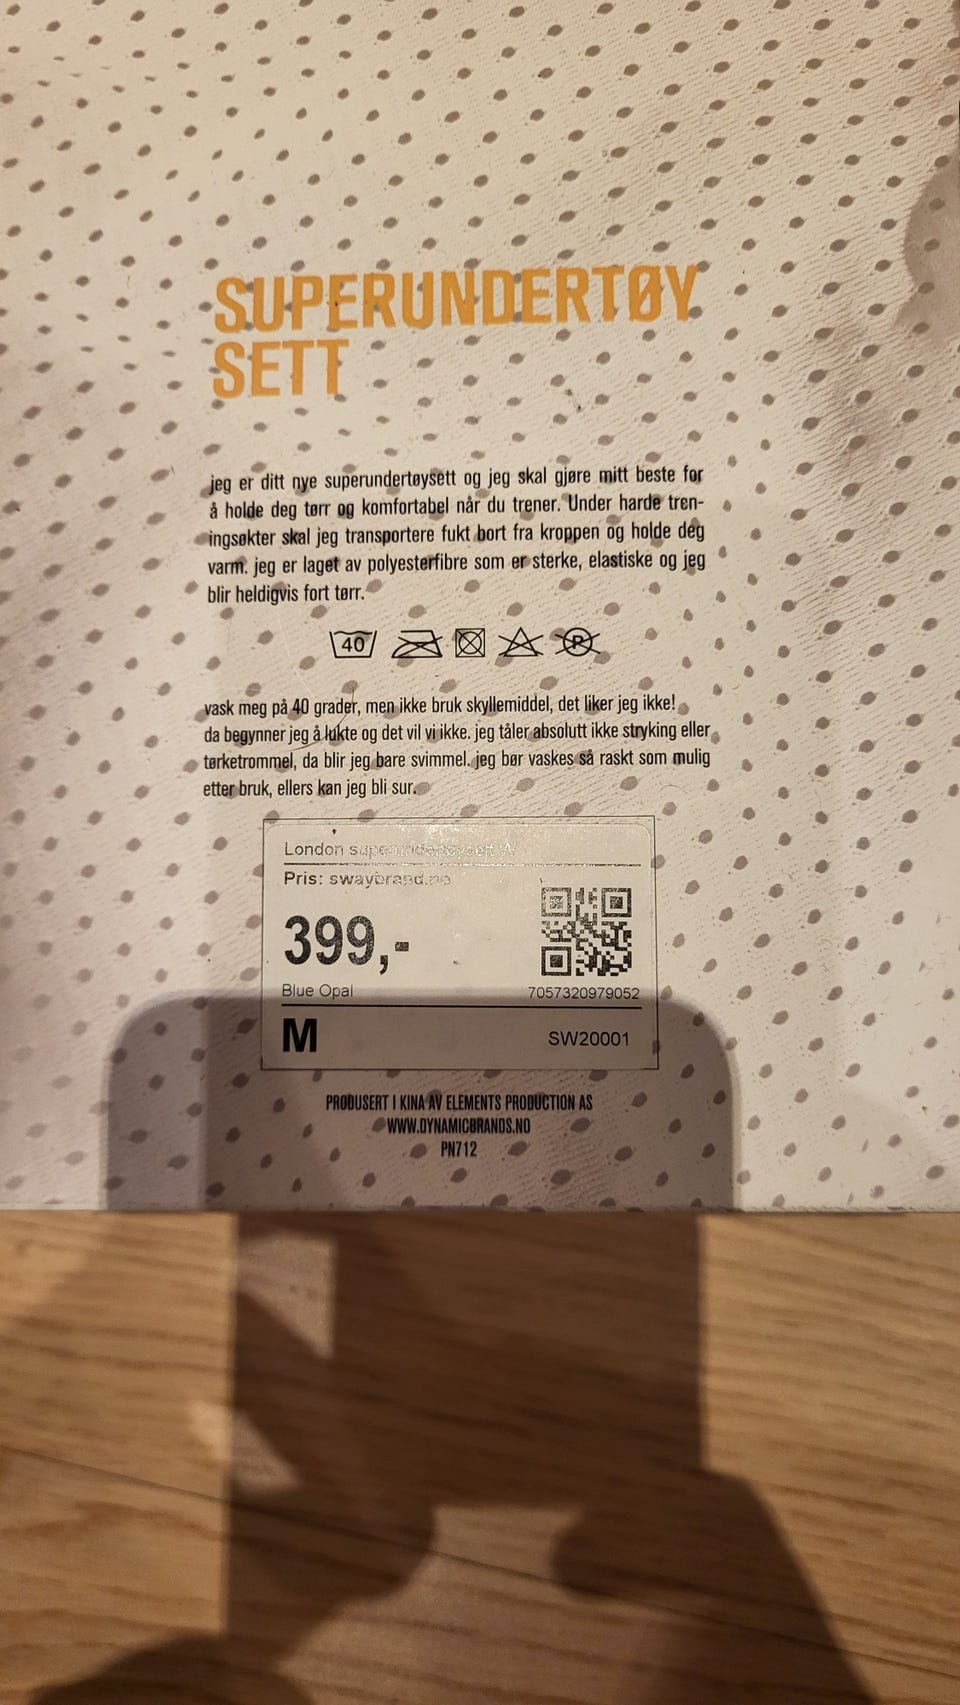 SUPERUNDERTØY
SETT
jeg er ditt nye superundertøysett og jeg skal gjøre mitt beste for
å holde deg tørr og komfortabel når du trener. Under harde tren-
ingsøkter skal jeg transportere fukt bort fra kroppen og holde deg
varm. jeg er laget av polyesterfibre som er sterke, elastiske og jeg
blir heldigvis fort tørr.
40 P
vask meg på 40 grader, men ikke bruk skyllemiddel, det liker jeg ikke!
da begynner jeg å lukte og det vil vi ikke. jeg tåler absolutt ikke stryking eller
tørketrommel, da blir jeg bare svimmel. jeg bør vaskes så raskt som mulig
etter bruk, ellers kan jeg bli sur.
London superundertøysett W
Pris: swaybrand.no
399,-
Blue Opal 7057320979052
M SW20001
PRODUSERT I KINA AV ELEMENTS PRODUCTION AS
WWW.DYNAMICBRANDS.NO
PN712